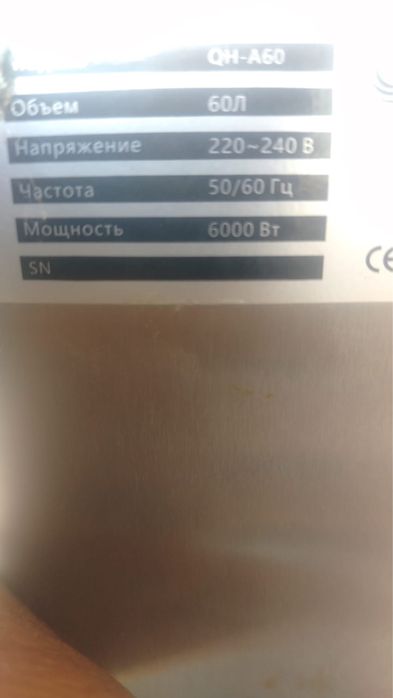 QH-A60
Объем 60Л
Напряжение 220~240 В
Частота 50/60 Гц
Мощность 6000 Вт
SN
CE